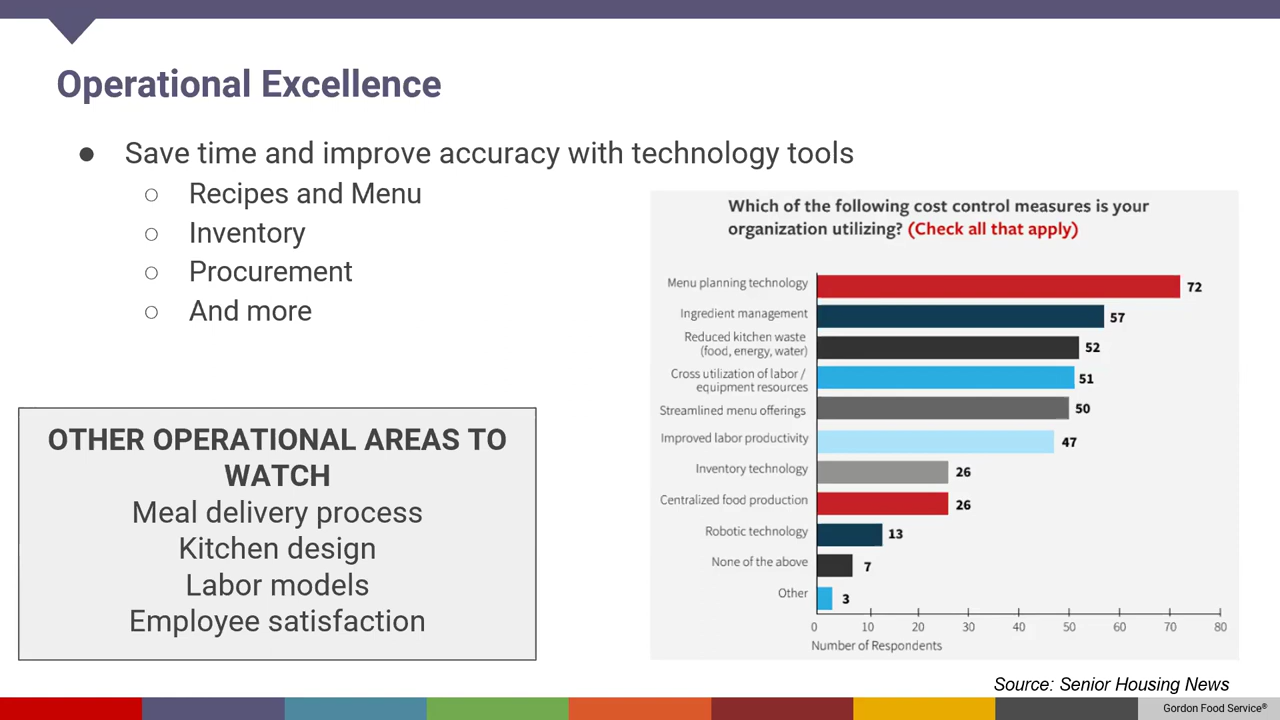 Operational Excellence
● Save time and improve accuracy with technology tools
○ Recipes and Menu
○ Inventory
○ Procurement
○ And more
OTHER OPERATIONAL AREAS TO
WATCH
Meal delivery process
Kitchen design
Labor models
Employee satisfaction
Which of the following cost control measures is your
organization utilizing? (Check all that apply)
Menu planning technology 72
Ingredient management 57
Reduced kitchen waste
(food, energy, water) 52
Cross utilization of labor /
equipment resources 51
Streamlined menu offerings 50
Improved labor productivity 47
Inventory technology 26
Centralized food production 26
Robotic technology 13
None of the above 7
Other 3
0 10 20 30 40 50 60 70 80
Number of Respondents
Source: Senior Housing News
Gordon Food Service®